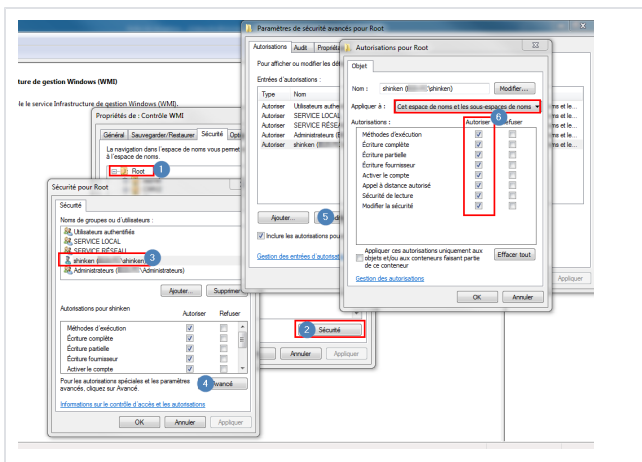 ture de gestion Windows (WMI)
le le service Infrastructure de gestion Windows (WMI).
Propriétés de : Contrôle WMI
Général Sauvegarder/Restaurer Sécurité
La navigation dans l'espace de noms vous permet
à l'espace de noms.
Root
1
2 Sécurité
Annuler Appliquer
Sécurité pour Root
Sécurité
Noms de groupes ou d'utilisateurs :
Utilisateurs authentifiés
SERVICE LOCAL
SERVICE RÉSEAU
shinken ( \shinken)
3
Administrateurs ( \Administrateurs)
Ajouter... Supprimer
Autorisations pour shinken Autoriser Refuser
Méthodes d'exécution
Écriture complète
Écriture partielle
Écriture fournisseur
Activer le compte
Pour les autorisations spéciales et les paramètres
avancés, cliquez sur Avancé.
4 Avancé
Informations sur le contrôle d'accès et les autorisations
OK Annuler Appliquer
Paramètres de sécurité avancés pour Root
Autorisations Audit
Pour afficher ou modifier les
Entrées d'autorisations :
Type Nom
Autoriser Utilisateurs
Autoriser SERVICE LOCAL
Autoriser SERVICE
Autoriser Administrateurs
Autoriser shinken
ms et le...
ms et le...
ms et le...
Ajouter... 5
Inclure les autorisations
Gestion des entrées
Appliquer
Autorisations pour Root
Objet
Nom : shinken ( \shinken) Modifier...
Appliquer à : Cet espace de noms et les sous-espaces de noms
Autorisations : Autoriser 6 Refuser
Méthodes d'exécution
Écriture complète
Écriture partielle
Écriture fournisseur
Activer le compte
Appel à distance autorisé
Sécurité de lecture
Modifier la sécurité
Appliquer ces autorisations uniquement aux
objets et/ou aux conteneurs faisant partie
de ce conteneur
Effacer tout
Gestion des autorisations
OK Annuler